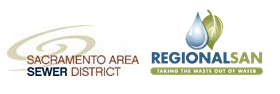 SACRAMENTO AREA
SEWER DISTRICT
REGIONALSAN
TAKING THE WASTE OUT OF WATER